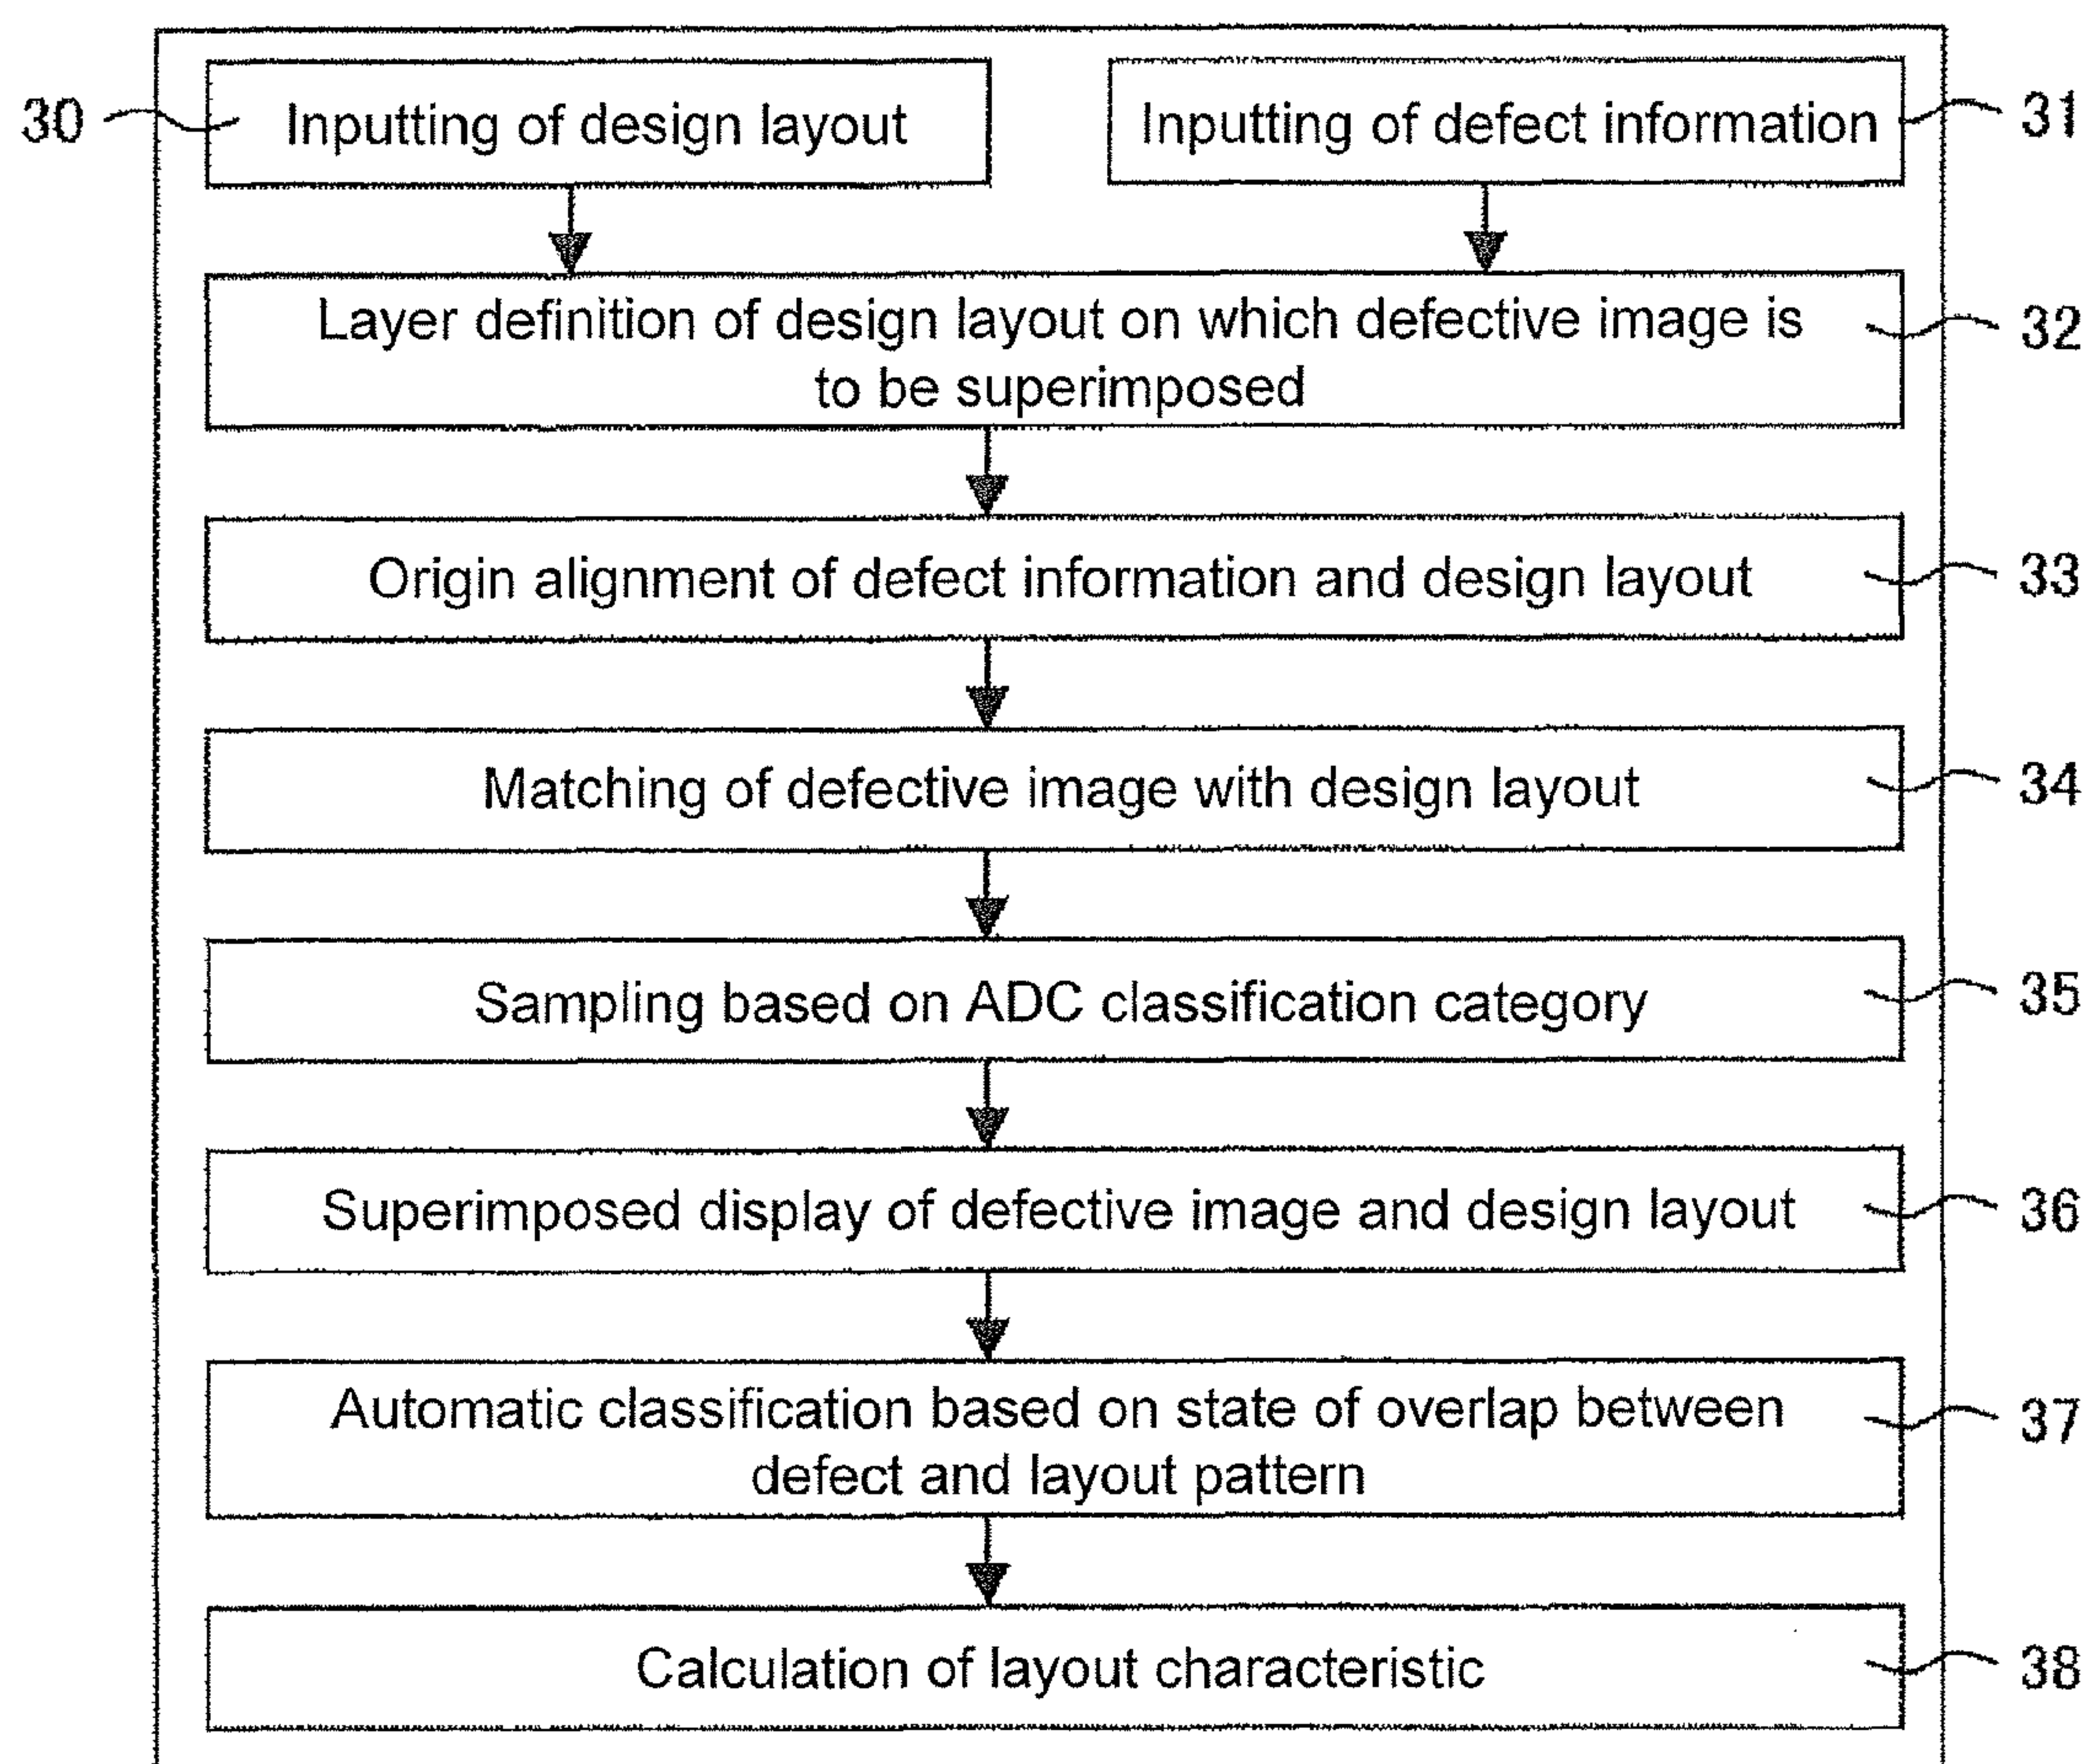 30
Inputting of design layout
Inputting of defect information
31
Layer definition of design layout on which defective image is
to be superimposed
32
Origin alignment of defect information and design layout
33
Matching of defective image with design layout
34
Sampling based on ADC classification category
35
Superimposed display of defective image and design layout
36
Automatic classification based on state of overlap between
defect and layout pattern
37
Calculation of layout characteristic
38